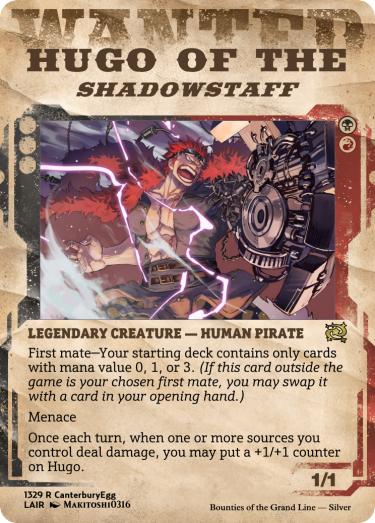 WANTED
HUGO OF THE
SHADOWSTAFF
LEGENDARY CREATURE — HUMAN PIRATE
First mate—Your starting deck contains only cards
with mana value 0, 1, or 3. (If this card outside the
game is your chosen first mate, you may swap it
with a card in your opening hand.)
Menace
Once each turn, when one or more sources you
control deal damage, you may put a +1/+1 counter
on Hugo.
1/1
1329 R CanterburyEgg
LAIR Makitoshi0316
Bounties of the Grand Line — Silver